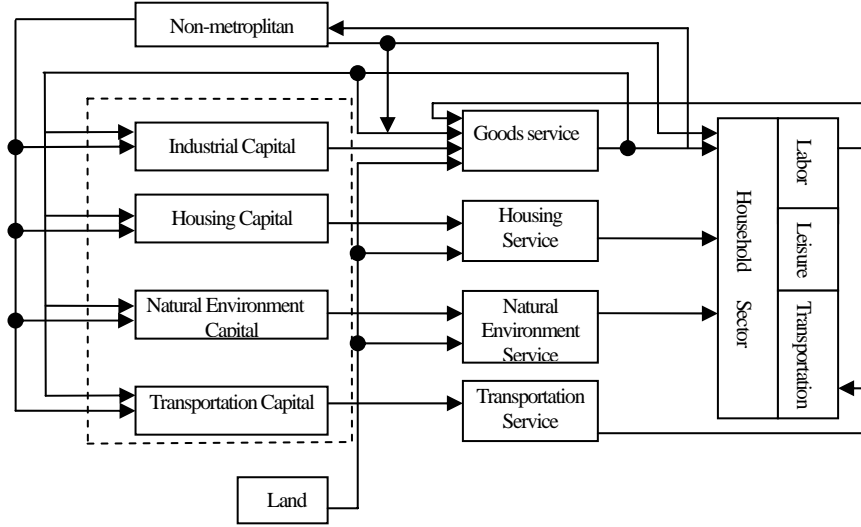 Non-metroplitan
Industrial Capital
Goods service
Housing Capital
Housing
Service
Natural Environment
Capital
Natural
Environment
Service
Transportation Capital
Transportation
Service
Land
Household Sector
Labor
Leisure
Transportation